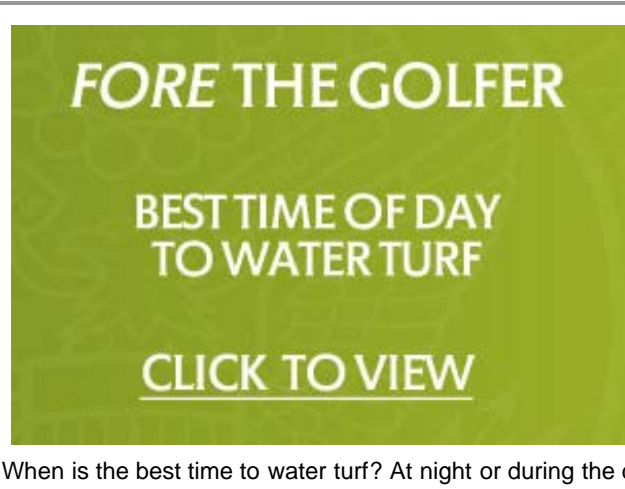 FORE THE GOLFER
BEST TIME OF DAY
TO WATER TURF
CLICK TO VIEW
When is the best time to water turf? At night or during the